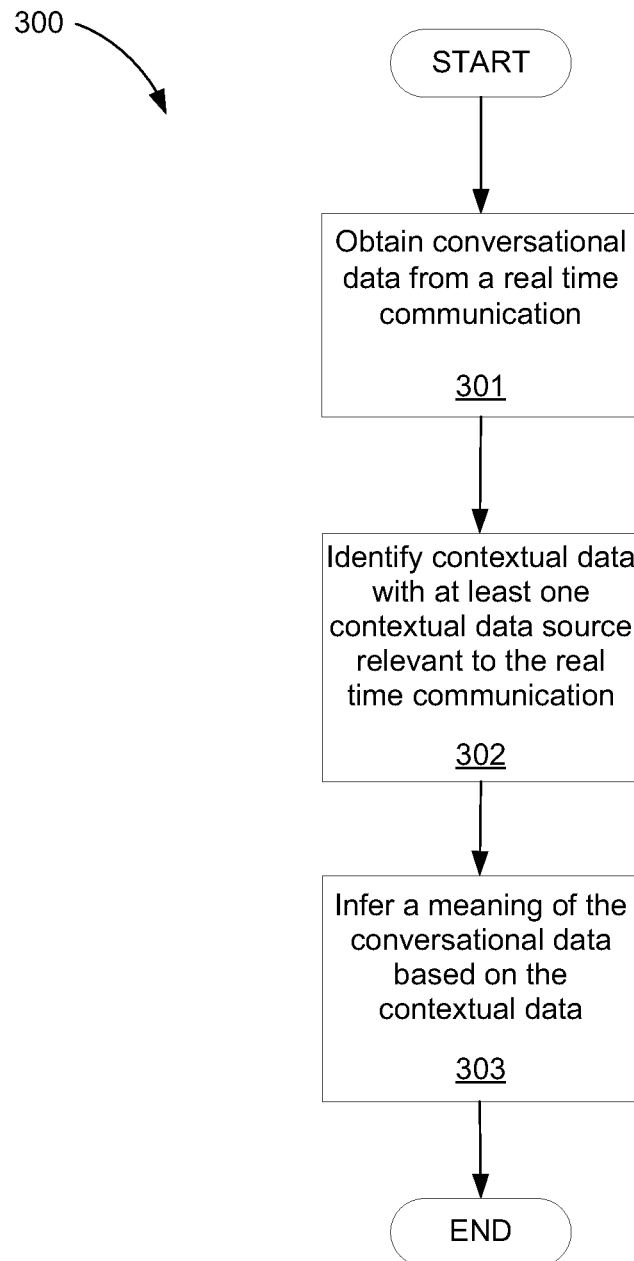 300
START
Obtain conversational
data from a real time
communication
301
Identify contextual data
with at least one
contextual data source
relevant to the real
time communication
302
Infer a meaning of the
conversational data
based on the
contextual data
303
END